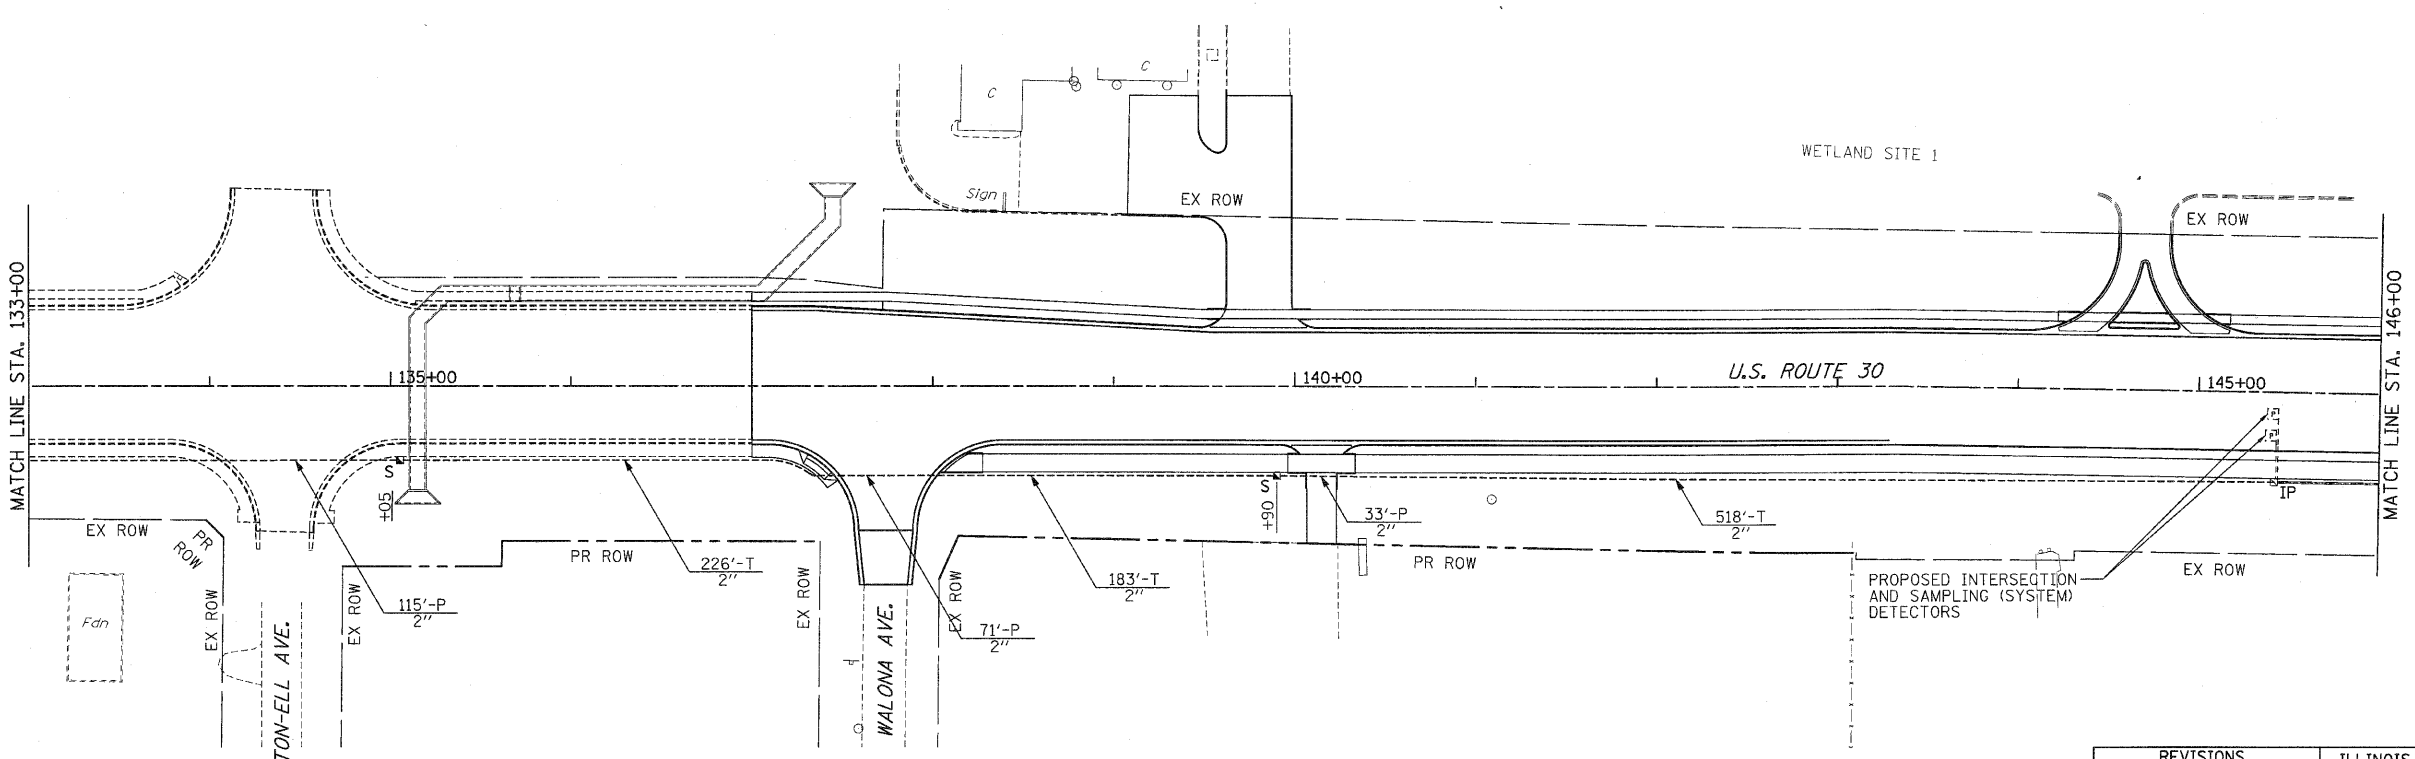 C
C
WETLAND SITE 1
Sign
EX ROW
EX ROW
MATCH LINE STA. 133+00
MATCH LINE STA. 146+00
135+00
140+00
U.S. ROUTE 30
145+00
S
+05
S
+90
IP
EX ROW
PR
ROW
PR ROW
PR ROW
EX ROW
226'-T
2"
183'-T
2"
33'-P
2"
518'-T
2"
115'-P
2"
71'-P
2"
PROPOSED INTERSECTION
AND SAMPLING (SYSTEM)
DETECTORS
Fdn
EX ROW
TON-ELL AVE.
EX ROW
EX ROW
WALONA AVE.
EX ROW
REVISIONS
ILLINOIS